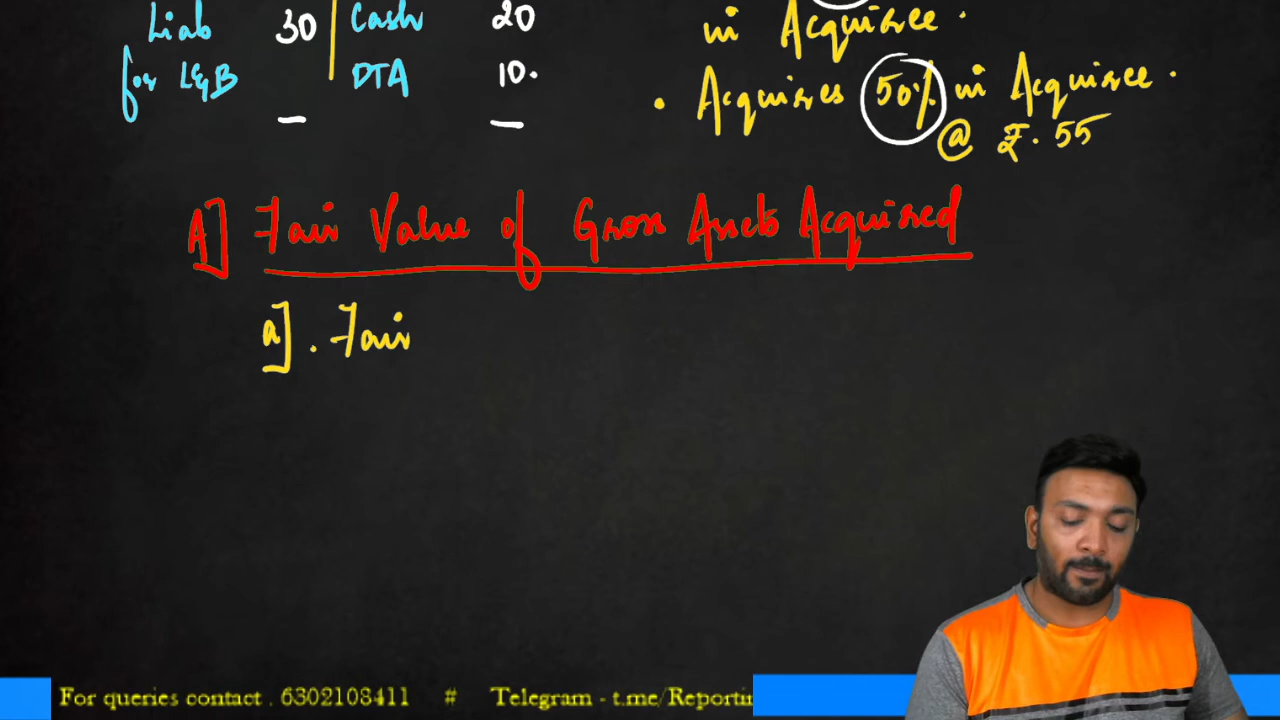 Liab 30 Cash 20 in Acquiree.
for L&B DTA 10.
• Acquires 50% in Acquiree.
@ ₹. 55
A] Fair Value of Gross Assets Acquired
a]. Fair
For queries contact . 6302108411 # Telegram - t.me/Reportin